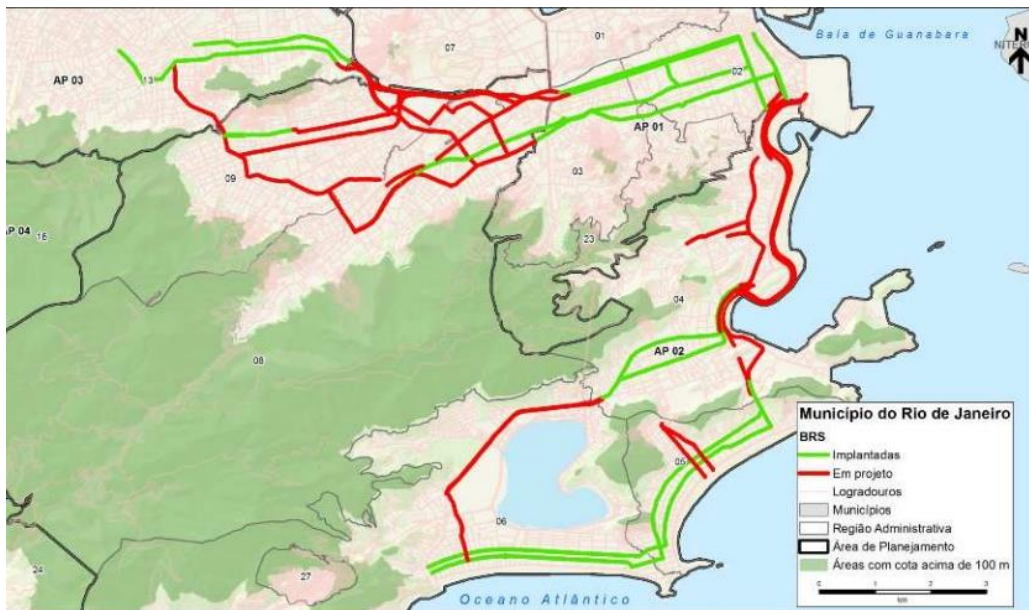 Baía de Guanabara
N
NITERÓI
07
01
AP 03
13
02
AP 01
09
03
AP 04
16
23
04
AP 02
08
05
06
24
27
Oceano Atlântico
Município do Rio de Janeiro
BRS
Implantadas
Em projeto
Logradouros
Municípios
Região Administrativa
Área de Planejamento
Áreas com cota acima de 100 m
0 1 2 3
km